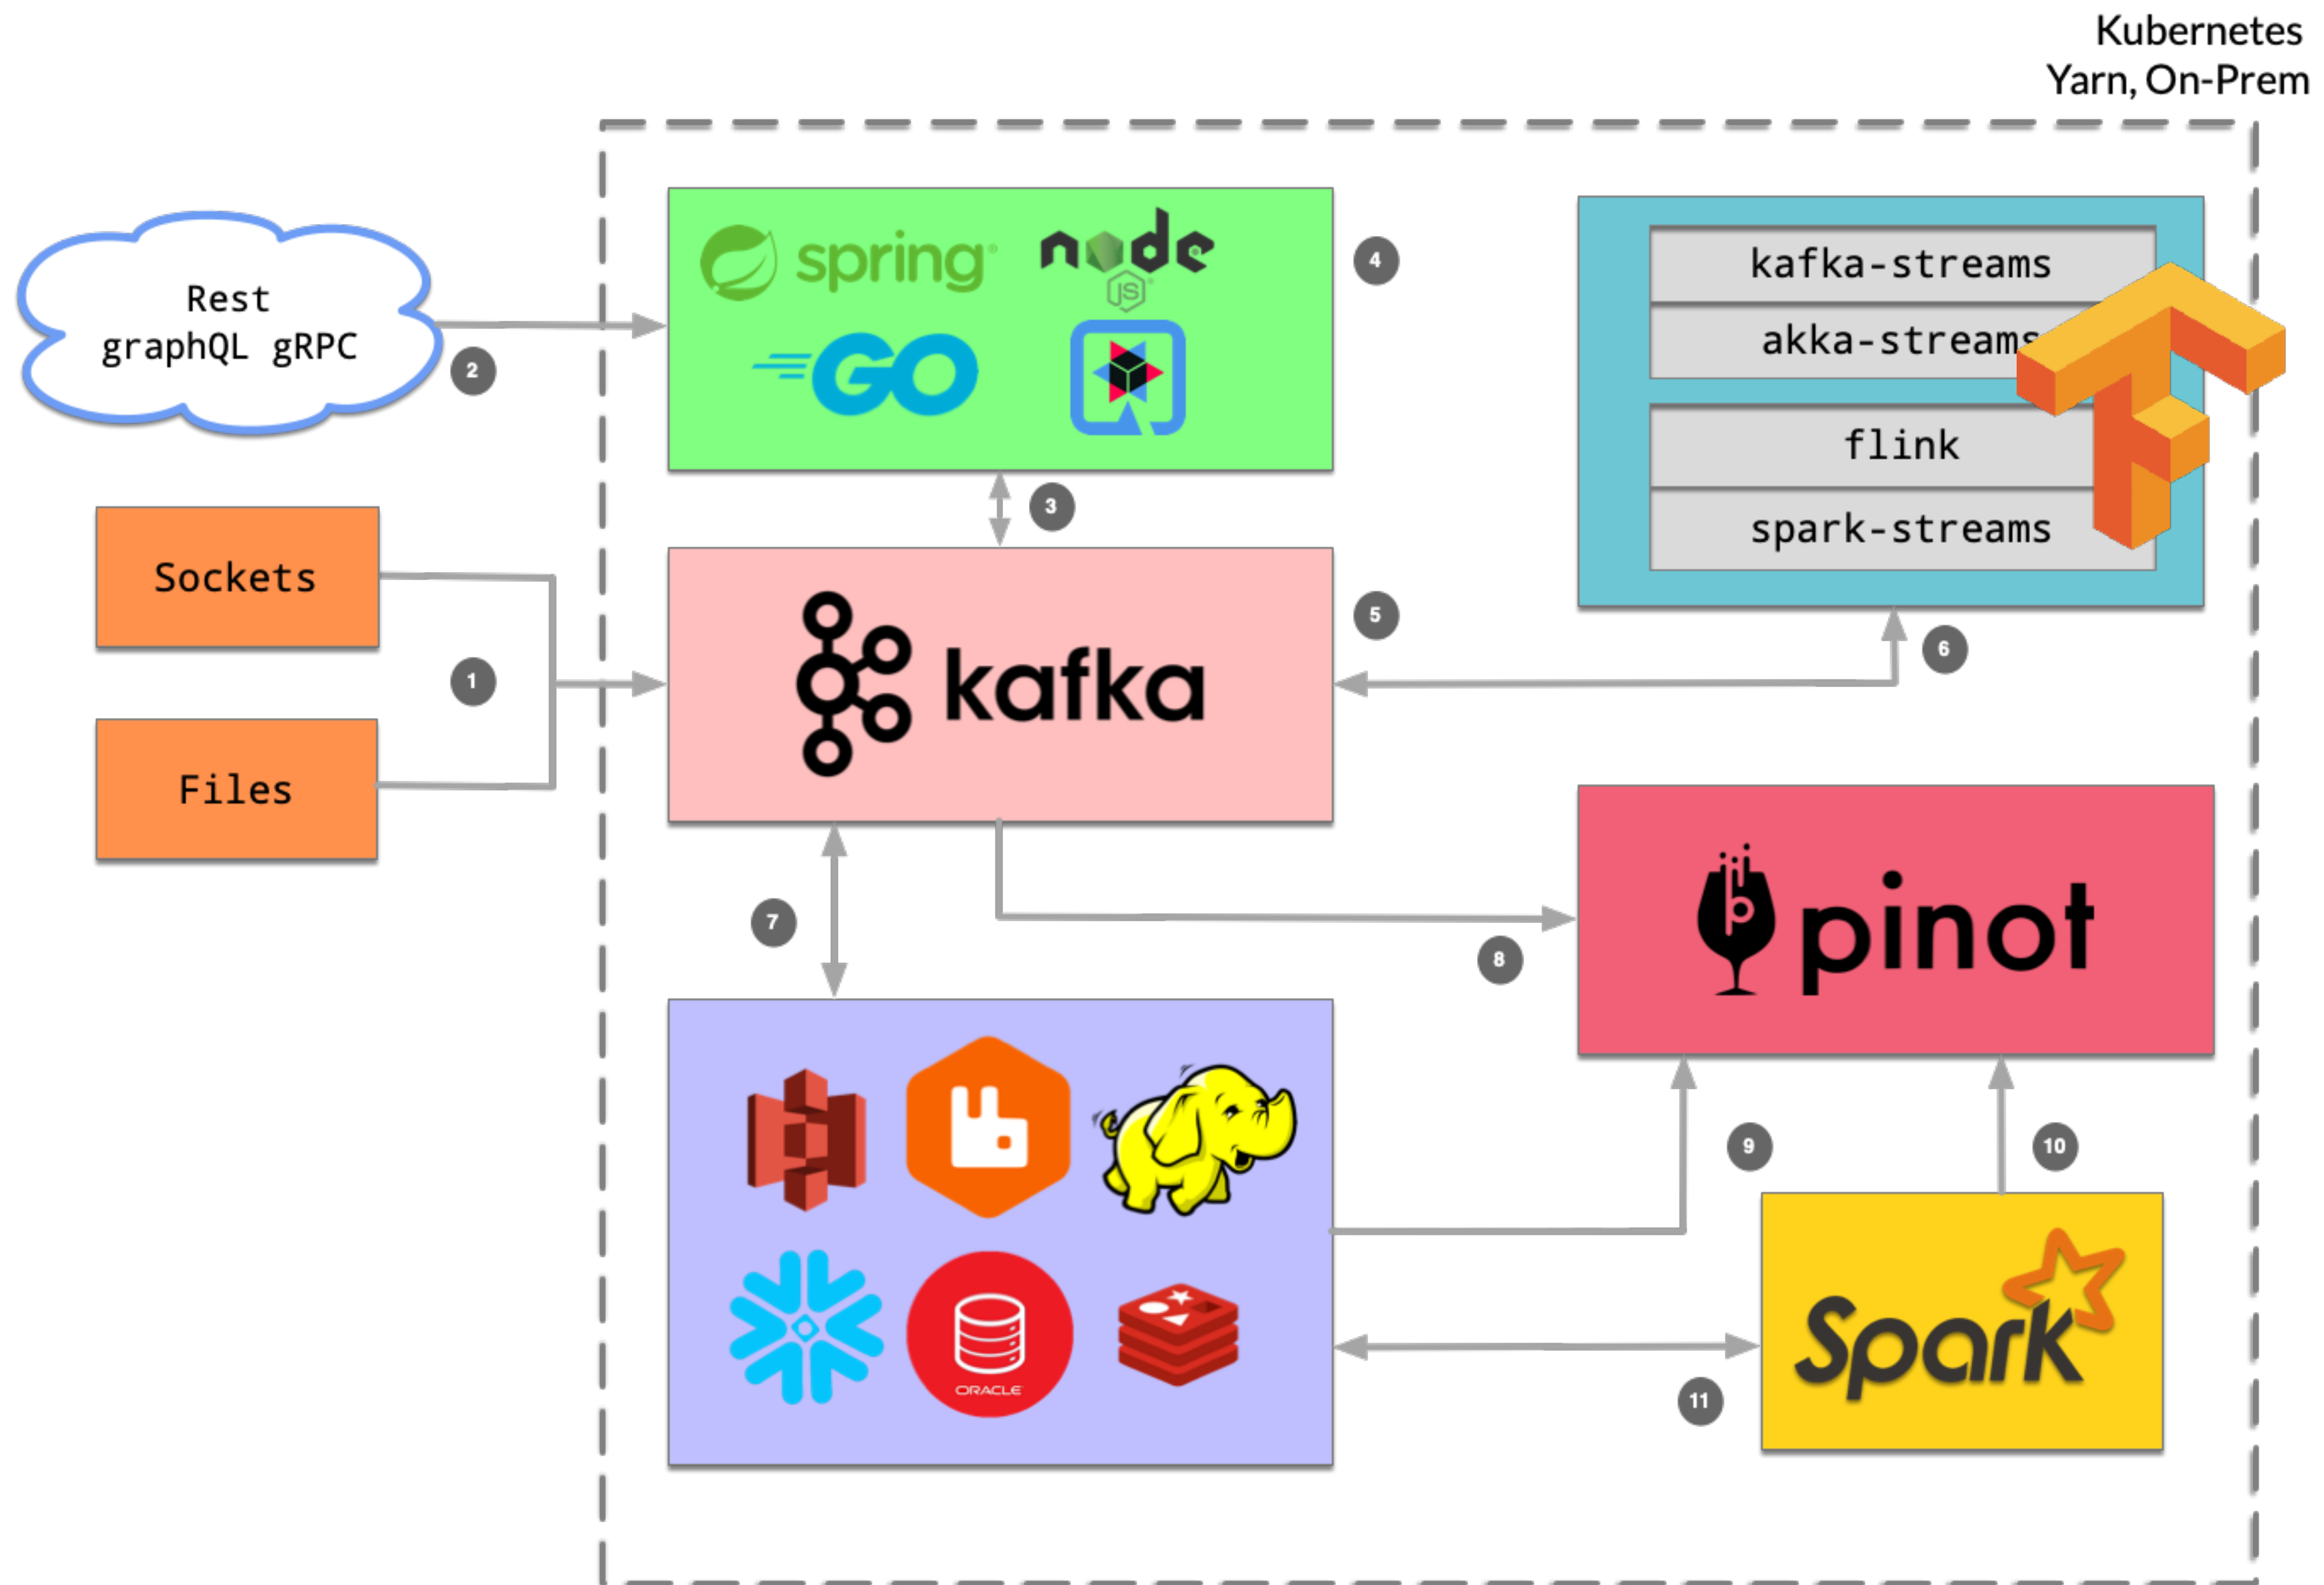 Kubernetes
Yarn, On-Prem
Rest
graphQL gRPC
2
spring
node
JS
GO
4
kafka-streams
akka-streams
flink
spark-streams
3
Sockets
Files
1
kafka
5
6
7
8
pinot
9
10
ORACLE
Spark
11